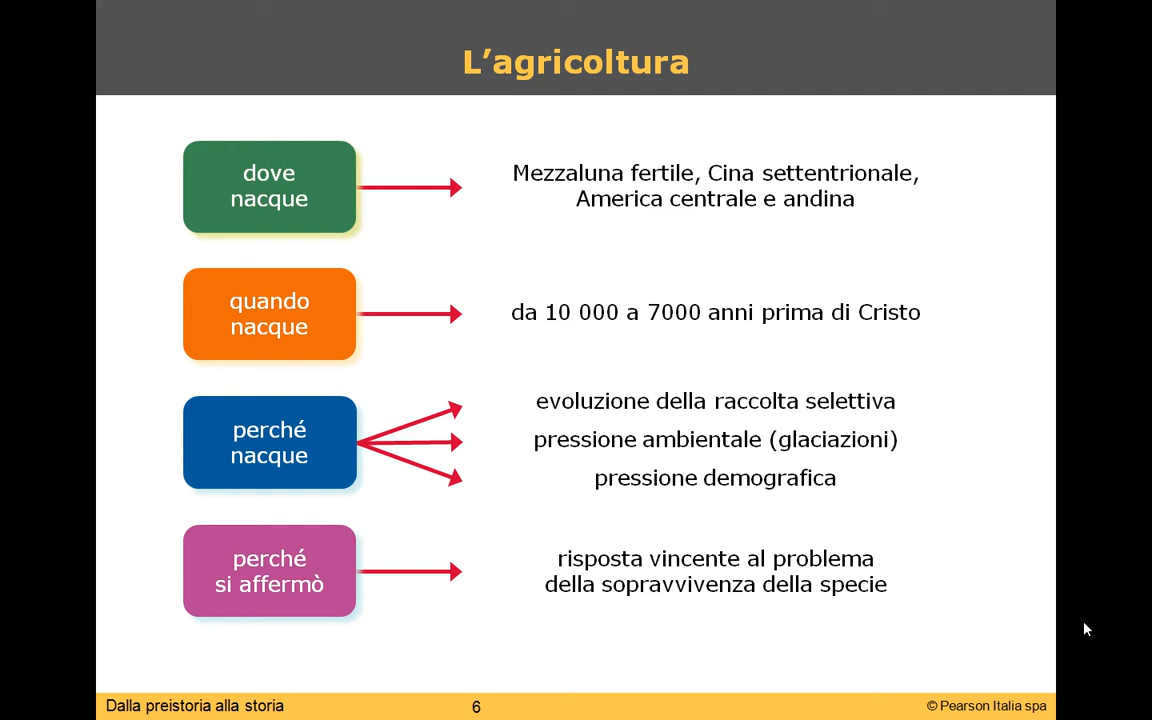 L’agricoltura
dove
nacque
Mezzaluna fertile, Cina settentrionale,
America centrale e andina
quando
nacque
da 10 000 a 7000 anni prima di Cristo
perché
nacque
evoluzione della raccolta selettiva
pressione ambientale (glaciazioni)
pressione demografica
perché
si affermò
risposta vincente al problema
della sopravvivenza della specie
Dalla preistoria alla storia
6
© Pearson Italia spa